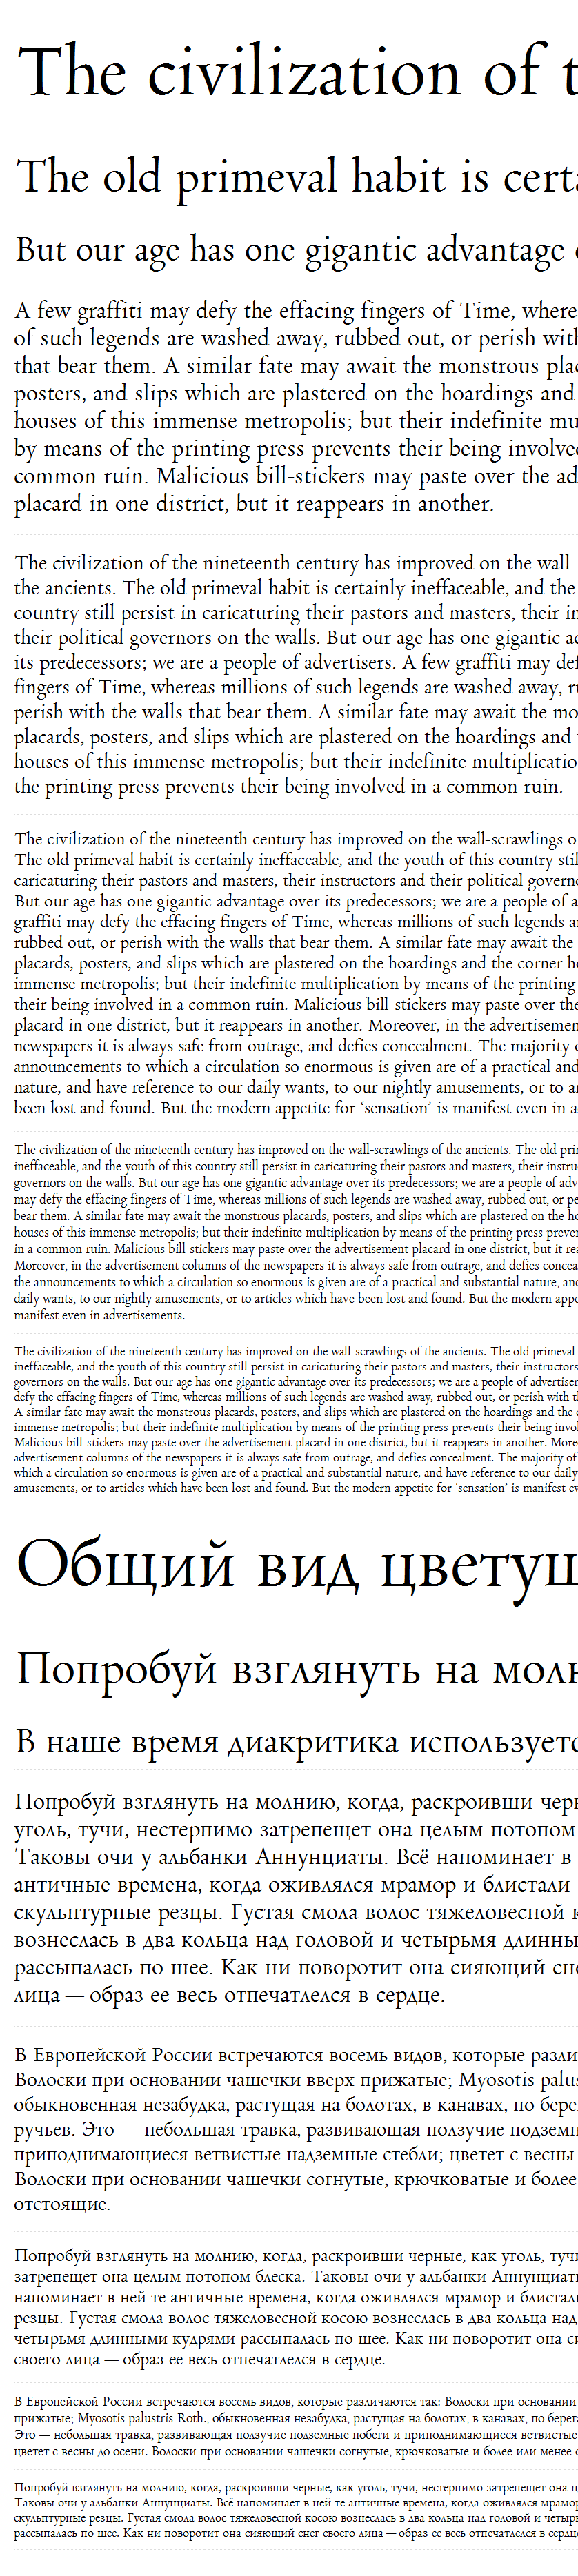 The civilization of t
The old primeval habit is certa
But our age has one gigantic advantage
A few graffiti may defy the effacing fingers of Time, where
of such legends are washed away, rubbed out, or perish with
that bear them. A similar fate may await the monstrous plac
posters, and slips which are plastered on the hoardings and
houses of this immense metropolis; but their indefinite mu
by means of the printing press prevents their being involve
common ruin. Malicious bill-stickers may paste over the ad
placard in one district, but it reappears in another.
The civilization of the nineteenth century has improved on the wall-
the ancients. The old primeval habit is certainly ineffaceable, and the
country still persist in caricaturing their pastors and masters, their in
their political governors on the walls. But our age has one gigantic ad
its predecessors; we are a people of advertisers. A few graffiti may def
fingers of Time, whereas millions of such legends are washed away, ru
perish with the walls that bear them. A similar fate may await the mo
placards, posters, and slips which are plastered on the hoardings and
houses of this immense metropolis; but their indefinite multiplicatio
the printing press prevents their being involved in a common ruin.
The civilization of the nineteenth century has improved on the wall-scrawlings o
The old primeval habit is certainly ineffaceable, and the youth of this country stil
caricaturing their pastors and masters, their instructors and their political governo
But our age has one gigantic advantage over its predecessors; we are a people of a
graffiti may defy the effacing fingers of Time, whereas millions of such legends a
rubbed out, or perish with the walls that bear them. A similar fate may await the
placards, posters, and slips which are plastered on the hoardings and the corner ho
immense metropolis; but their indefinite multiplication by means of the printing
their being involved in a common ruin. Malicious bill-stickers may paste over the
placard in one district, but it reappears in another. Moreover, in the advertisemen
newspapers it is always safe from outrage, and defies concealment. The majority o
announcements to which a circulation so enormous is given are of a practical and
nature, and have reference to our daily wants, to our nightly amusements, or to ar
been lost and found. But the modern appetite for ‘sensation’ is manifest even in a
The civilization of the nineteenth century has improved on the wall-scrawlings of the ancients. The old prim
ineffaceable, and the youth of this country still persist in caricaturing their pastors and masters, their instru
governors on the walls. But our age has one gigantic advantage over its predecessors; we are a people of adv
may defy the effacing fingers of Time, whereas millions of such legends are washed away, rubbed out, or pe
bear them. A similar fate may await the monstrous placards, posters, and slips which are plastered on the ho
houses of this immense metropolis; but their indefinite multiplication by means of the printing press preven
in a common ruin. Malicious bill-stickers may paste over the advertisement placard in one district, but it rea
Moreover, in the advertisement columns of the newspapers it is always safe from outrage, and defies concea
the announcements to which a circulation so enormous is given are of a practical and substantial nature, and
daily wants, to our nightly amusements, or to articles which have been lost and found. But the modern appe
manifest even in advertisements.
The civilization of the nineteenth century has improved on the wall-scrawlings of the ancients. The old primeval
ineffaceable, and the youth of this country still persist in caricaturing their pastors and masters, their instructors
governors on the walls. But our age has one gigantic advantage over its predecessors; we are a people of advertiser
defy the effacing fingers of Time, whereas millions of such legends are washed away, rubbed out, or perish with th
A similar fate may await the monstrous placards, posters, and slips which are plastered on the hoardings and the c
immense metropolis; but their indefinite multiplication by means of the printing press prevents their being invol
Malicious bill-stickers may paste over the advertisement placard in one district, but it reappears in another. More
advertisement columns of the newspapers it is always safe from outrage, and defies concealment. The majority of
which a circulation so enormous is given are of a practical and substantial nature, and have reference to our daily
amusements, or to articles which have been lost and found. But the modern appetite for ‘sensation’ is manifest ev
Общий вид цветущ
Попробуй взглянуть на молн
В наше время диакритика используетс
Попробуй взглянуть на молнию, когда, раскроивши черн
уголь, тучи, нестерпимо затрепещет она целым потопом
Таковы очи у альбанки Аннунциаты. Всё напоминает в
античные времена, когда оживлялся мрамор и блистали
скульптурные резцы. Густая смола волос тяжеловесной к
вознеслась в два кольца над головой и четырьмя длинны
рассыпалась по шее. Как ни поворотит она сияющий сне
лица — образ ее весь отпечатлелся в сердце.
В Европейской России встречаются восемь видов, которые разли
Волоски при основании чашечки вверх прижатые; Myosotis palus
обыкновенная незабудка, растущая на болотах, в канавах, по бере
ручьев. Это — небольшая травка, развивающая ползучие подземн
приподнимающиеся ветвистые надземные стебли; цветет с весны
Волоски при основании чашечки согнутые, крючковатые и более
отстоящие.
Попробуй взглянуть на молнию, когда, раскроивши черные, как уголь, тучи
затрепещет она целым потопом блеска. Таковы очи у альбанки Аннунциат
напоминает в ней те античные времена, когда оживлялся мрамор и блистал
резцы. Густая смола волос тяжеловесной косою вознеслась в два кольца над
четырьмя длинными кудрями рассыпалась по шее. Как ни поворотит она си
своего лица — образ ее весь отпечатлелся в сердце.
В Европейской России встречаются восемь видов, которые различаются так: Волоски при основании
прижатые; Myosotis palustris Roth., обыкновенная незабудка, растущая на болотах, в канавах, по берег
Это — небольшая травка, развивающая ползучие подземные побеги и приподнимающиеся ветвистые
цветет с весны до осени. Волоски при основании чашечки согнутые, крючковатые и более или менее о
Попробуй взглянуть на молнию, когда, раскроивши черные, как уголь, тучи, нестерпимо затрепещет она ц
Таковы очи у альбанки Аннунциаты. Всё напоминает в ней те античные времена, когда оживлялся мрамор
скульптурные резцы. Густая смола волос тяжеловесной косою вознеслась в два кольца над головой и четыр
рассыпалась по шее. Как ни поворотит она сияющий снег своего лица — образ ее весь отпечатлелся в сердц